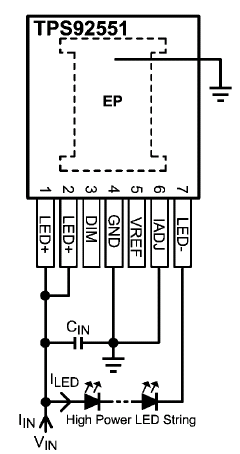 TPS92551
EP
1 2 3 4 5 6 7
LED+ LED+ DIM GND VREF IADJ LED-
CIN
ILED
High Power LED String
IIN
VIN